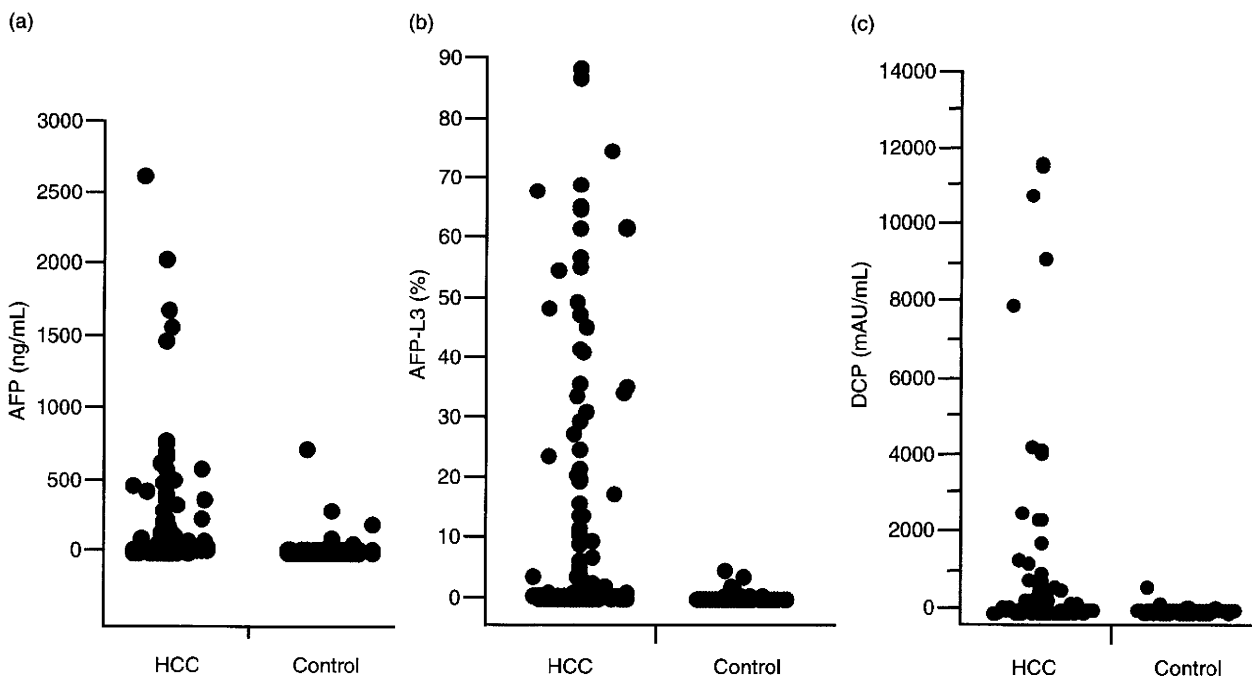 (a)
3000
2500
2000
1500
1000
500
0
AFP (ng/mL)
HCC Control
(b)
90
80
70
60
50
40
30
20
10
0
AFP-L3 (%)
HCC Control
(c)
14000
12000
10000
8000
6000
4000
2000
0
DCP (mAU/mL)
HCC Control